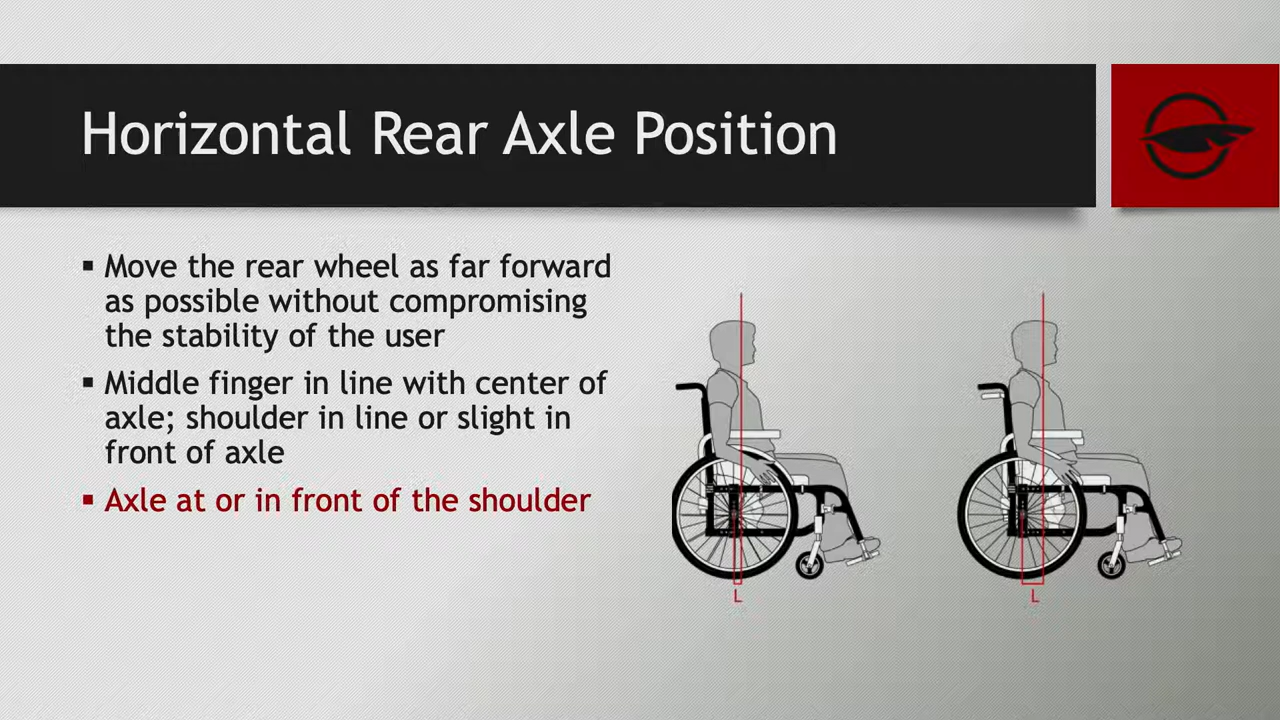 Horizontal Rear Axle Position
▪ Move the rear wheel as far forward
as possible without compromising
the stability of the user
▪ Middle finger in line with center of
axle; shoulder in line or slight in
front of axle
▪ Axle at or in front of the shoulder
L
L